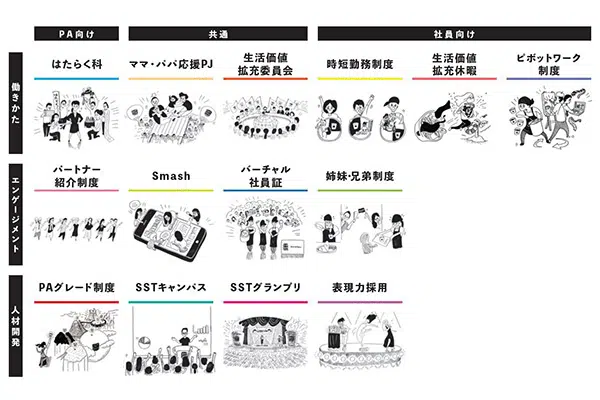 PA向け
共通
社員向け
働きかた
はたらく科
ママ・パパ応援PJ
生活価値
拡充委員会
時短勤務制度
生活価値
拡充休暇
ピボットワーク
制度
エンゲージメント
パートナー
紹介制度
Smash
バーチャル
社員証
姉妹・兄弟制度
人材開発
PAグレード制度
SSTキャンパス
SSTグランプリ
表現力採用